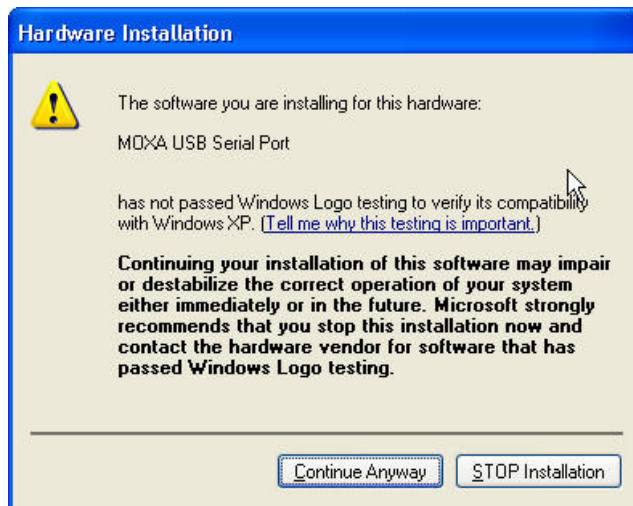 Hardware Installation
The software you are installing for this hardware:
MOXA USB Serial Port
has not passed Windows Logo testing to verify its compatibility
with Windows XP. (Tell me why this testing is important.)
Continuing your installation of this software may impair
or destabilize the correct operation of your system
either immediately or in the future. Microsoft strongly
recommends that you stop this installation now and
contact the hardware vendor for software that has
passed Windows Logo testing.
Continue Anyway
STOP Installation